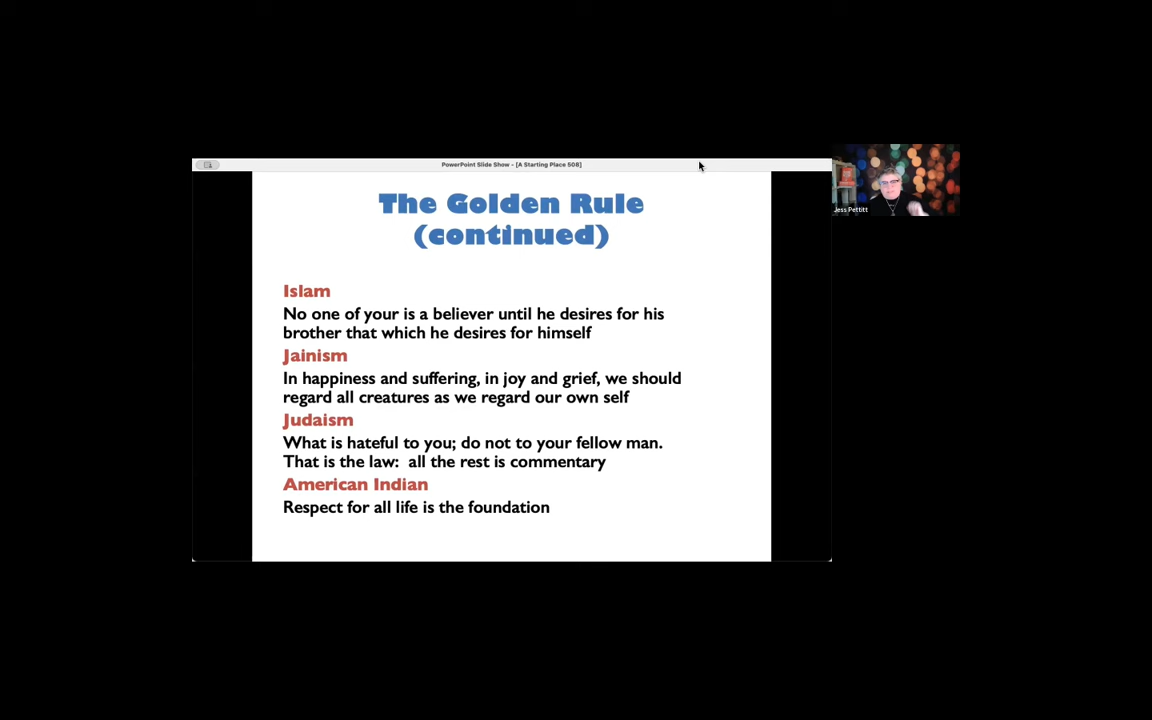 PowerPoint Slide Show - [A Starting Place 508]
The Golden Rule
(continued)
Islam
No one of your is a believer until he desires for his
brother that which he desires for himself
Jainism
In happiness and suffering, in joy and grief, we should
regard all creatures as we regard our own self
Judaism
What is hateful to you; do not to your fellow man.
That is the law:  all the rest is commentary
American Indian
Respect for all life is the foundation
Jess Pettitt